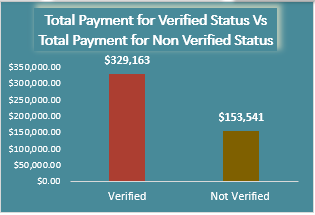 Total Payment for Verified Status Vs
Total Payment for Non Verified Status
$350,000.00
$300,000.00
$250,000.00
$200,000.00
$150,000.00
$100,000.00
$50,000.00
$0.00
$329,163
$153,541
Verified
Not Verified